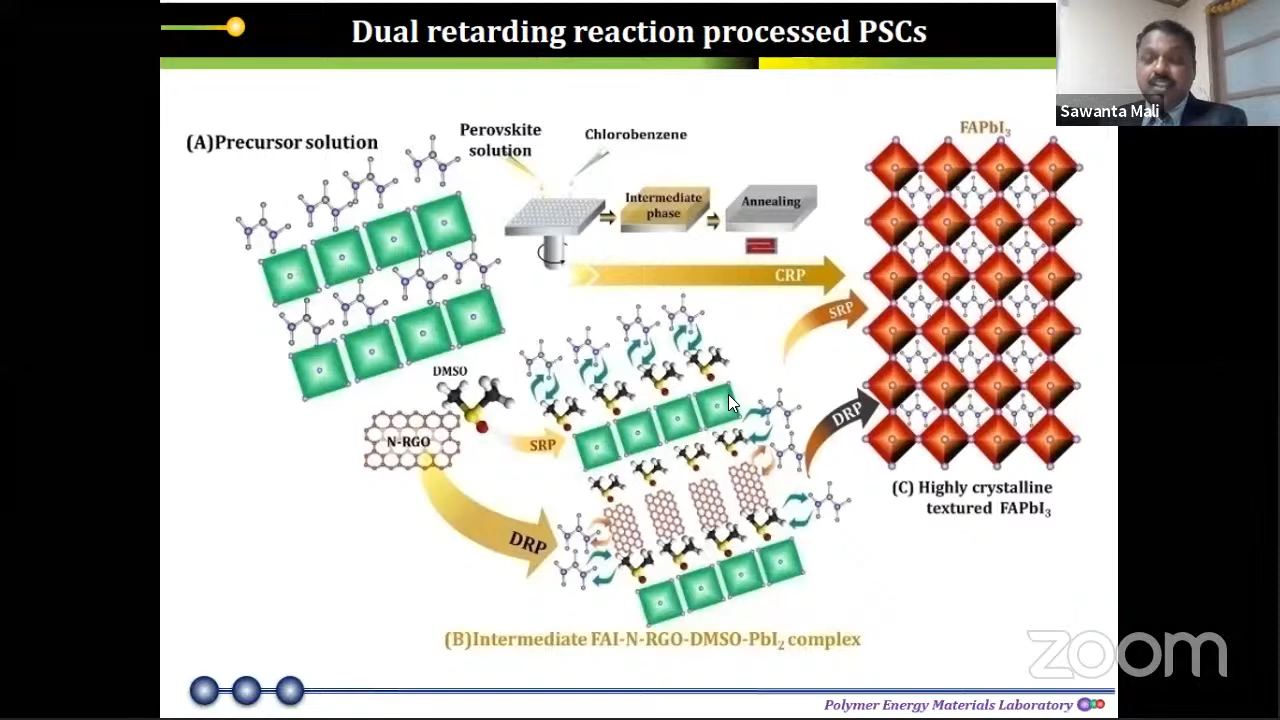 Dual retarding reaction processed PSCs
Sawanta Mali
(A)Precursor solution
Perovskite
solution
Chlorobenzene
Intermediate
phase
Annealing
CRP
FAPbI₃
SRP
DMSO
N-RGO
SRP
DRP
DRP
(C) Highly crystalline
textured FAPbI₃
(B)Intermediate FAI-N-RGO-DMSO-PbI₂ complex
zoom
Polymer Energy Materials Laboratory